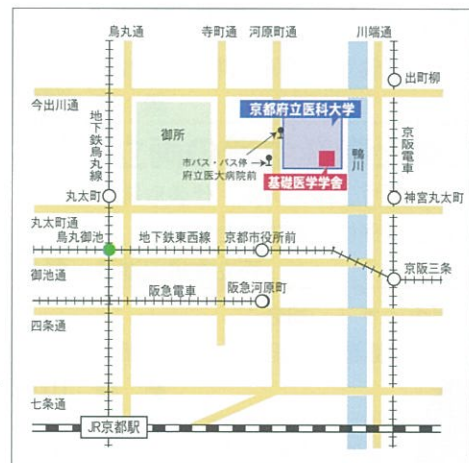 烏丸通
寺町通
河原町通
川端通
出町柳
今出川通
京都府立医科大学
地下鉄烏丸線
御所
市バス・バス停
府立医大病院前
基礎医学学舎
鴨川
京阪電車
丸太町
神宮丸太町
丸太町通
烏丸御池
地下鉄東西線
京都市役所前
御池通
京阪三条
阪急電車
阪急河原町
四条通
七条通
JR京都駅